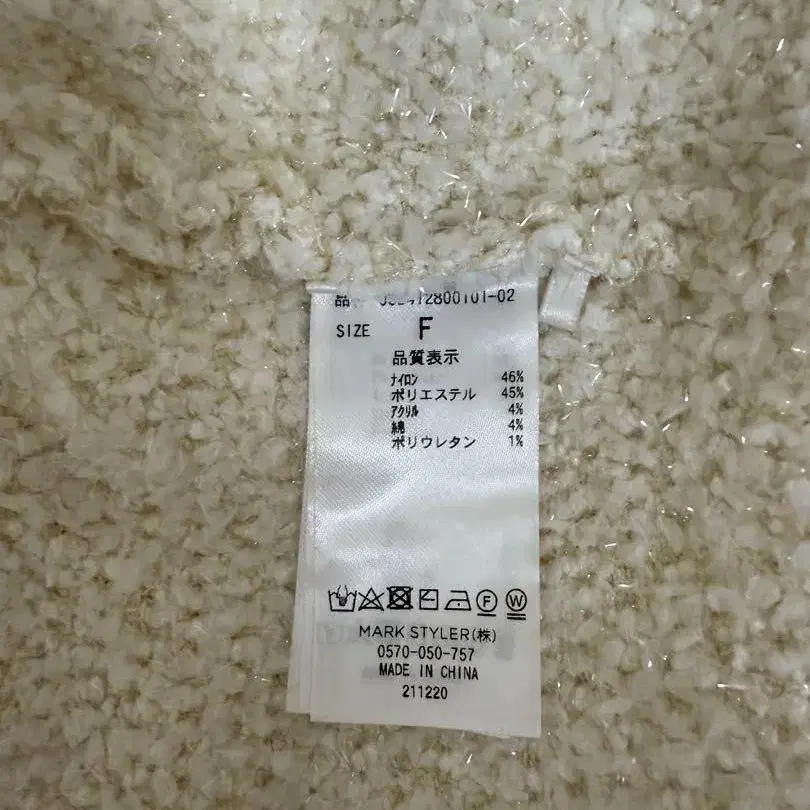 品
SIZE F
品質表示
ナイロン 46%
ポリエステル 45%
アクリル 4%
綿 4%
ポリウレタン 1%
F W
MARK STYLER(株)
0570-050-757
MADE IN CHINA
211220